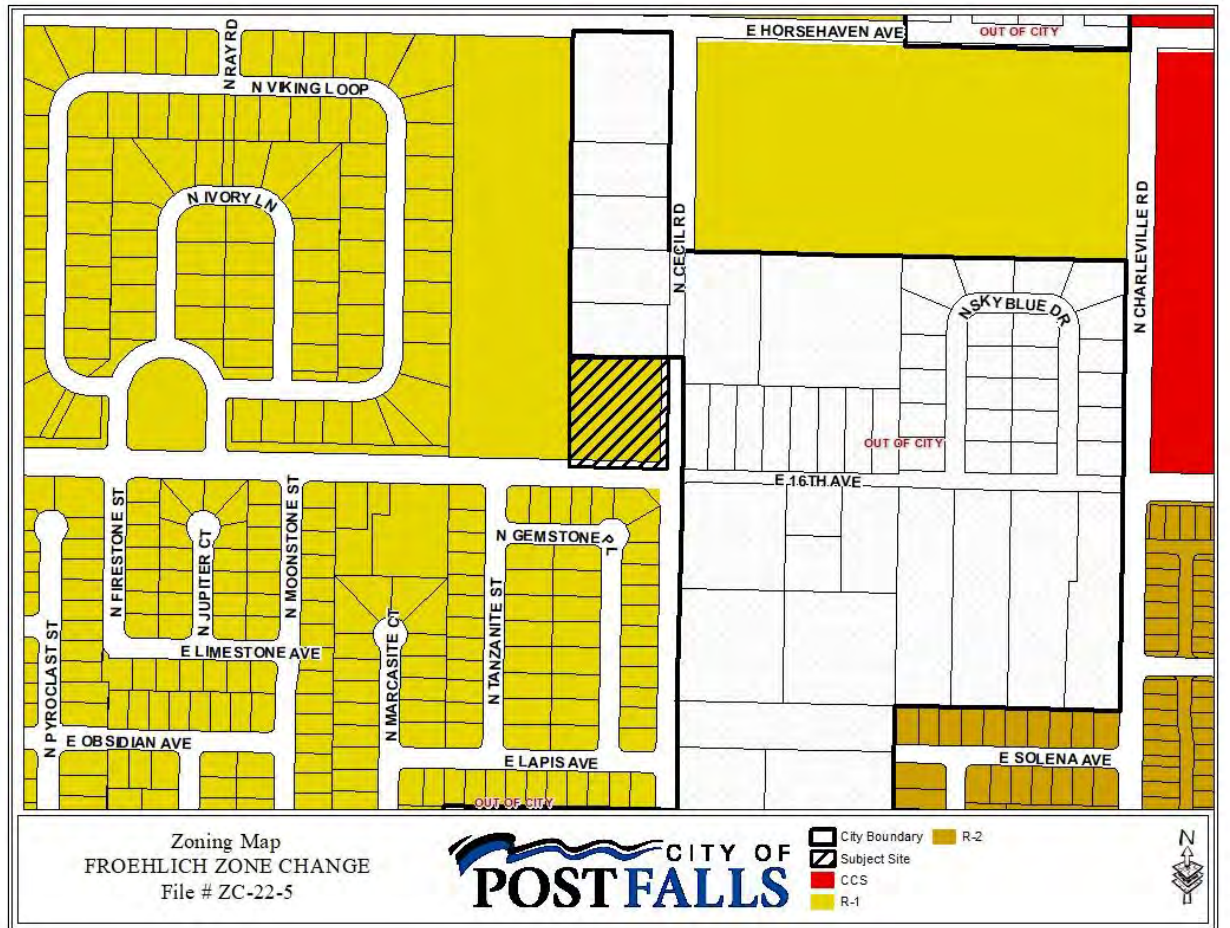 E HORSEHAVEN AVE
OUT OF CITY
N RAY RD
N VIKING LOOP
N IVORY LN
N CECIL RD
N CHARLEVILLE RD
N SKY BLUE DR
OUT OF CITY
E 16TH AVE
N FIRESTONE ST
N JUPITER CT
N MOONSTONE ST
N GEMSTONE PL
N TANZANITE ST
N MARCASITE CT
E LIMESTONE AVE
N PYROCLAST ST
E OBSIDIAN AVE
E LAPIS AVE
E SOLENA AVE
OUT OF CITY
Zoning Map
FROEHLICH ZONE CHANGE
File # ZC-22-5
CITY OF
POST FALLS
City Boundary
Subject Site
CCS
R-1
R-2
N